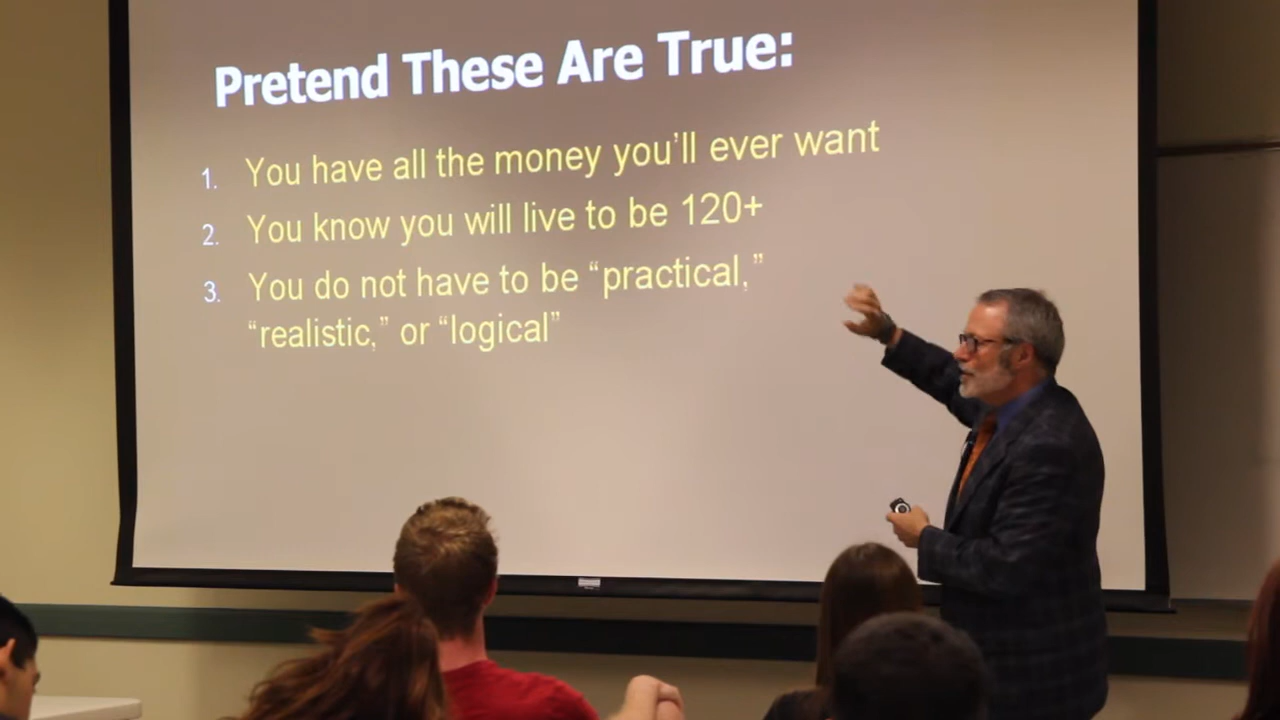 Pretend These Are True:
1. You have all the money you'll ever want
2. You know you will live to be 120+
3. You do not have to be “practical,”
“realistic,” or “logical”